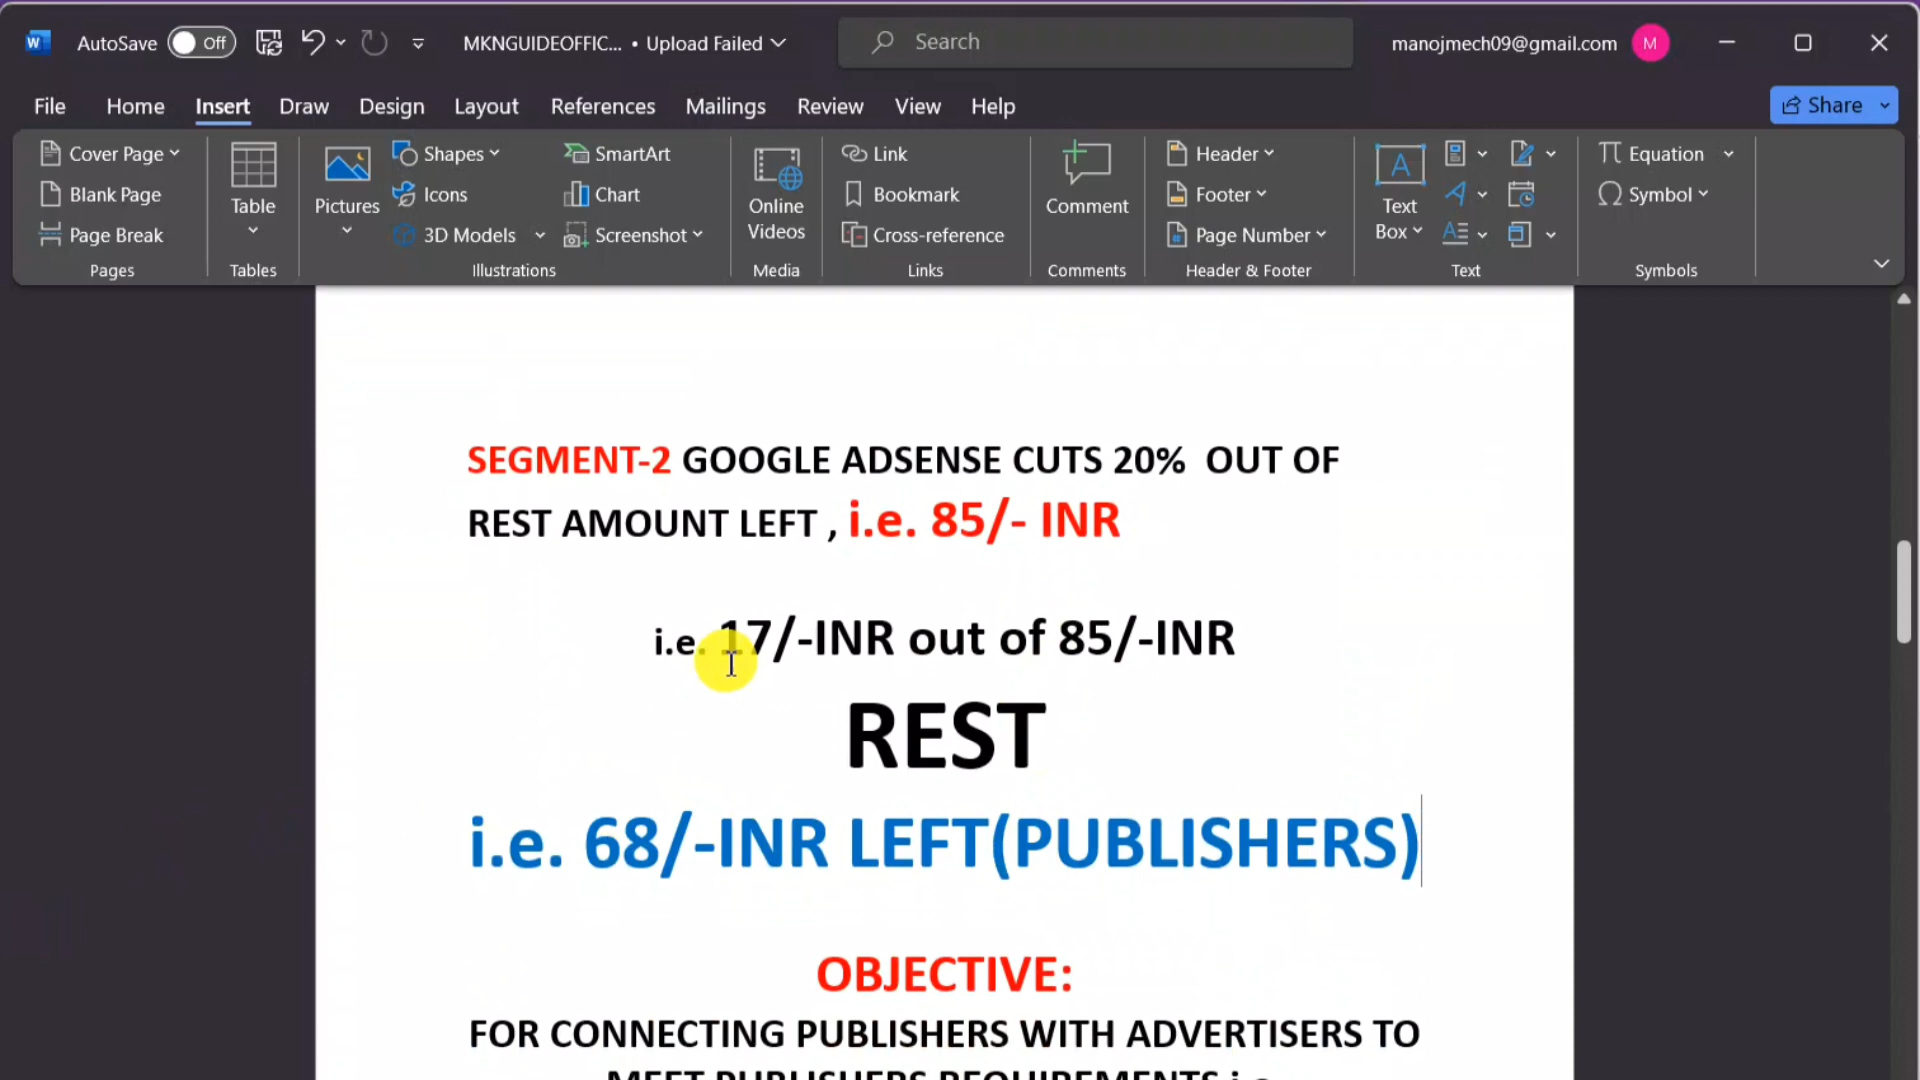 AutoSave Off MKNGUIDEOFFIC... • Upload Failed Search manojmech09@gmail.com M
File Home Insert Draw Design Layout References Mailings Review View Help Share
Cover Page Shapes SmartArt Link Header Equation
Blank Page Table Pictures Icons Chart Online Videos Bookmark Comment Footer Text Box Symbol
Page Break 3D Models Screenshot Cross-reference Page Number
Pages Tables Illustrations Media Links Comments Header & Footer Text Symbols
SEGMENT-2 GOOGLE ADSENSE CUTS 20% OUT OF
REST AMOUNT LEFT , i.e. 85/- INR
i.e. 17/-INR out of 85/-INR
REST
i.e. 68/-INR LEFT(PUBLISHERS)
OBJECTIVE:
FOR CONNECTING PUBLISHERS WITH ADVERTISERS TO
MEET PUBLISHERS REQUIREMENTS i.e